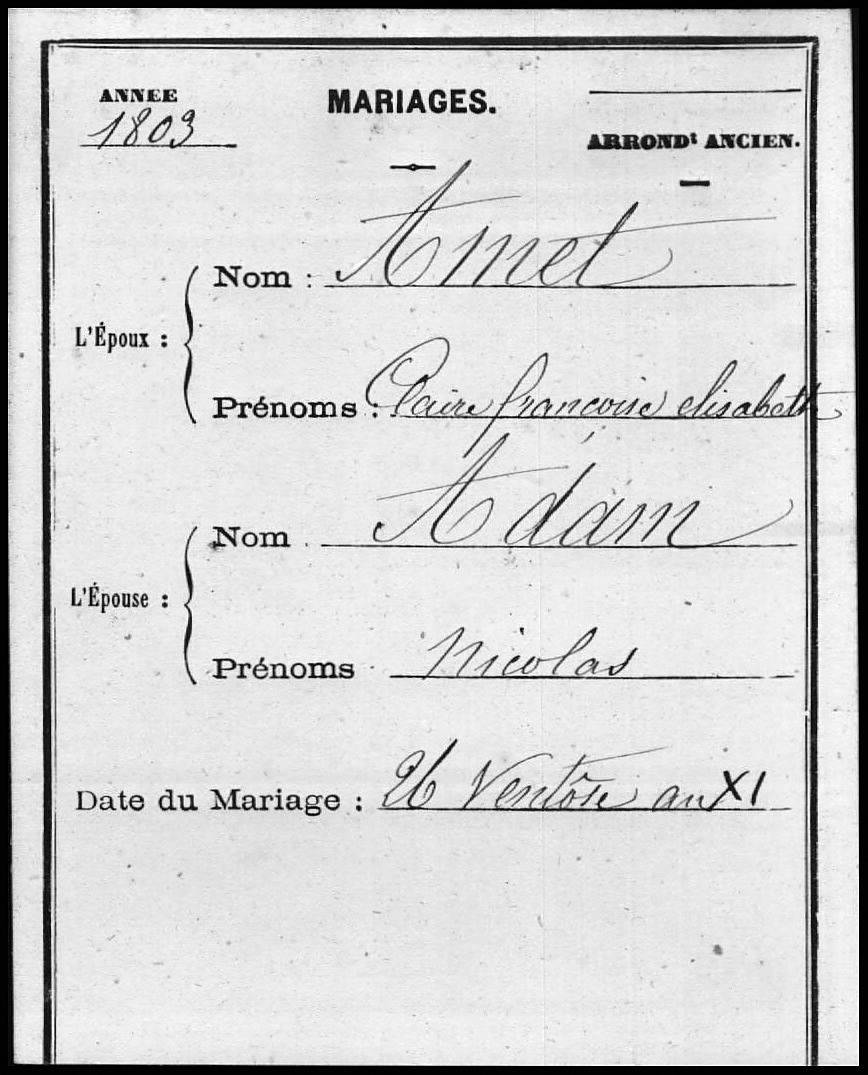 ANNEE
1803
MARIAGES.
ARRONDt ANCIEN.
L'Époux :
Nom : Amet
Prénoms : Claire françoise elisabeth
L'Épouse :
Nom Adam
Prénoms Nicolas
Date du Mariage : 26 Ventôse an XI